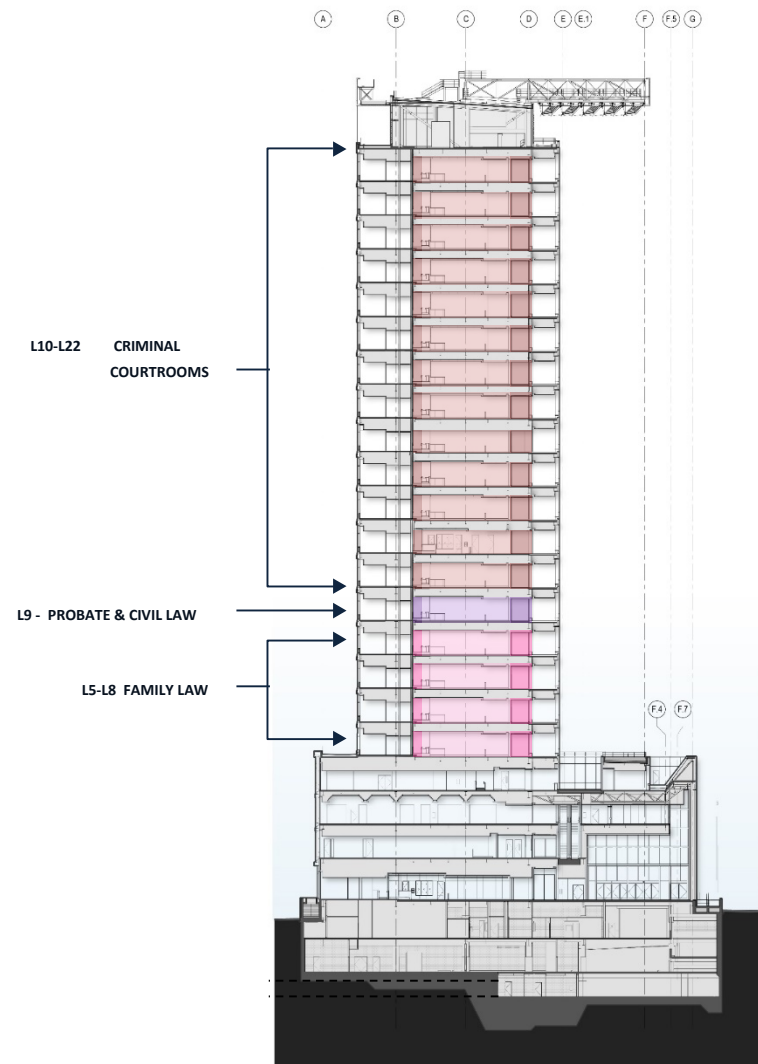 A B C D E E.1 F F.5 G
L10-L22 CRIMINAL
COURTROOMS
L9 - PROBATE & CIVIL LAW
L5-L8 FAMILY LAW
F.4 F.7